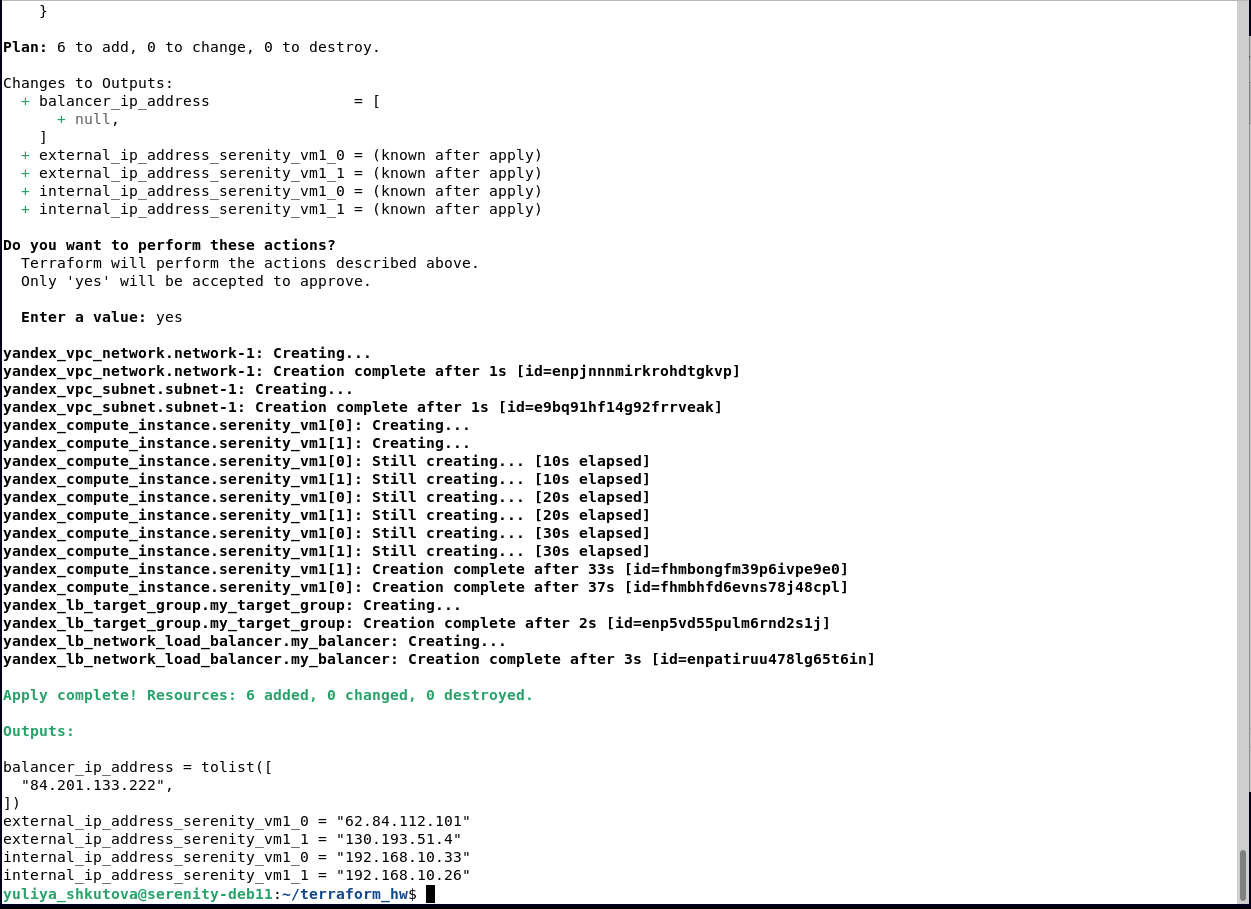 }

Plan: 6 to add, 0 to change, 0 to destroy.

Changes to Outputs:
  + balancer_ip_address                = [
      + null,
    ]
  + external_ip_address_serenity_vm1_0 = (known after apply)
  + external_ip_address_serenity_vm1_1 = (known after apply)
  + internal_ip_address_serenity_vm1_0 = (known after apply)
  + internal_ip_address_serenity_vm1_1 = (known after apply)

Do you want to perform these actions?
  Terraform will perform the actions described above.
  Only 'yes' will be accepted to approve.

  Enter a value: yes

yandex_vpc_network.network-1: Creating...
yandex_vpc_network.network-1: Creation complete after 1s [id=enpjnnnmirkrohdtgkvp]
yandex_vpc_subnet.subnet-1: Creating...
yandex_vpc_subnet.subnet-1: Creation complete after 1s [id=e9bq91hf14g92frrveak]
yandex_compute_instance.serenity_vm1[0]: Creating...
yandex_compute_instance.serenity_vm1[1]: Creating...
yandex_compute_instance.serenity_vm1[0]: Still creating... [10s elapsed]
yandex_compute_instance.serenity_vm1[1]: Still creating... [10s elapsed]
yandex_compute_instance.serenity_vm1[0]: Still creating... [20s elapsed]
yandex_compute_instance.serenity_vm1[1]: Still creating... [20s elapsed]
yandex_compute_instance.serenity_vm1[0]: Still creating... [30s elapsed]
yandex_compute_instance.serenity_vm1[1]: Still creating... [30s elapsed]
yandex_compute_instance.serenity_vm1[1]: Creation complete after 33s [id=fhmbongfm39p6ivpe9e0]
yandex_compute_instance.serenity_vm1[0]: Creation complete after 37s [id=fhmbhfd6evns78j48cpl]
yandex_lb_target_group.my_target_group: Creating...
yandex_lb_target_group.my_target_group: Creation complete after 2s [id=enp5vd55pulm6rnd2s1j]
yandex_lb_network_load_balancer.my_balancer: Creating...
yandex_lb_network_load_balancer.my_balancer: Creation complete after 3s [id=enpatiruu478lg65t6in]

Apply complete! Resources: 6 added, 0 changed, 0 destroyed.

Outputs:

balancer_ip_address = tolist([
  "84.201.133.222",
])
external_ip_address_serenity_vm1_0 = "62.84.112.101"
external_ip_address_serenity_vm1_1 = "130.193.51.4"
internal_ip_address_serenity_vm1_0 = "192.168.10.33"
internal_ip_address_serenity_vm1_1 = "192.168.10.26"
yuliya_shkutova@serenity-deb11:~/terraform_hw$